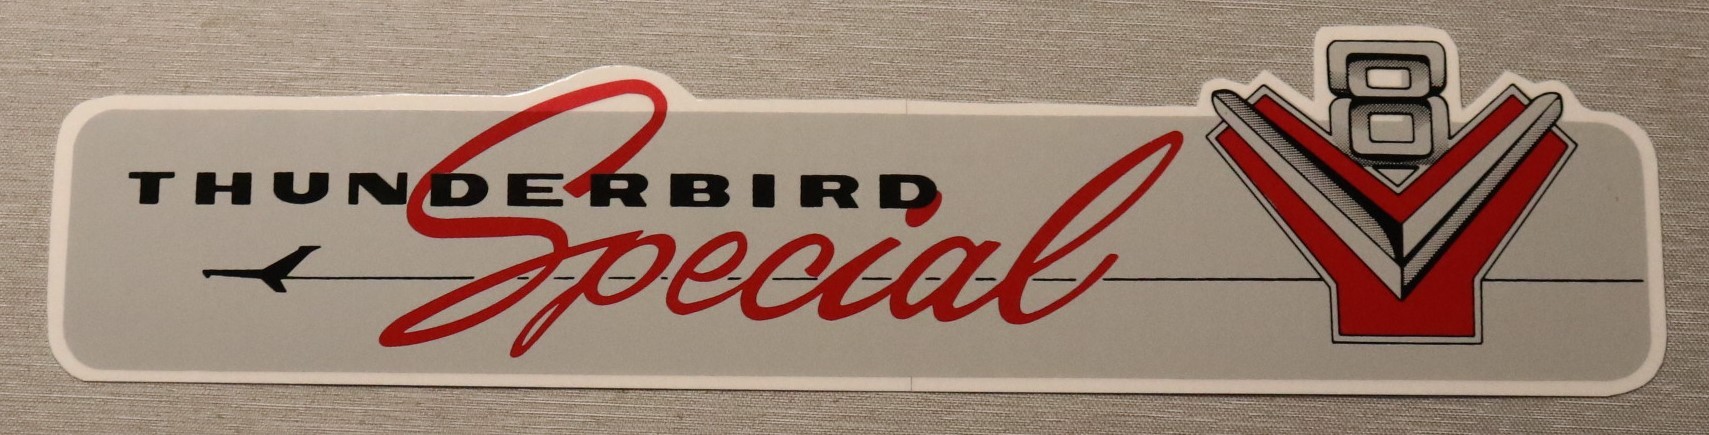 THUNDERBIRD
Special
V8